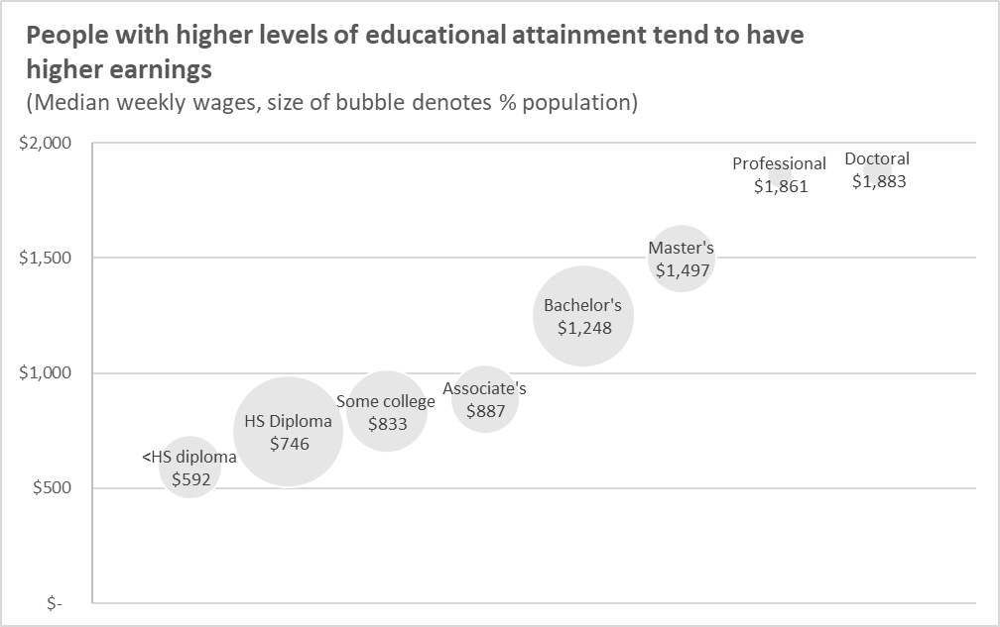 People with higher levels of educational attainment tend to have
higher earnings
(Median weekly wages, size of bubble denotes % population)
$2,000
Professional
$1,861
Doctoral
$1,883
$1,500
Master's
$1,497
Bachelor's
$1,248
$1,000
Associate's
$887
Some college
$833
HS Diploma
$746
<HS diploma
$592
$500
$-